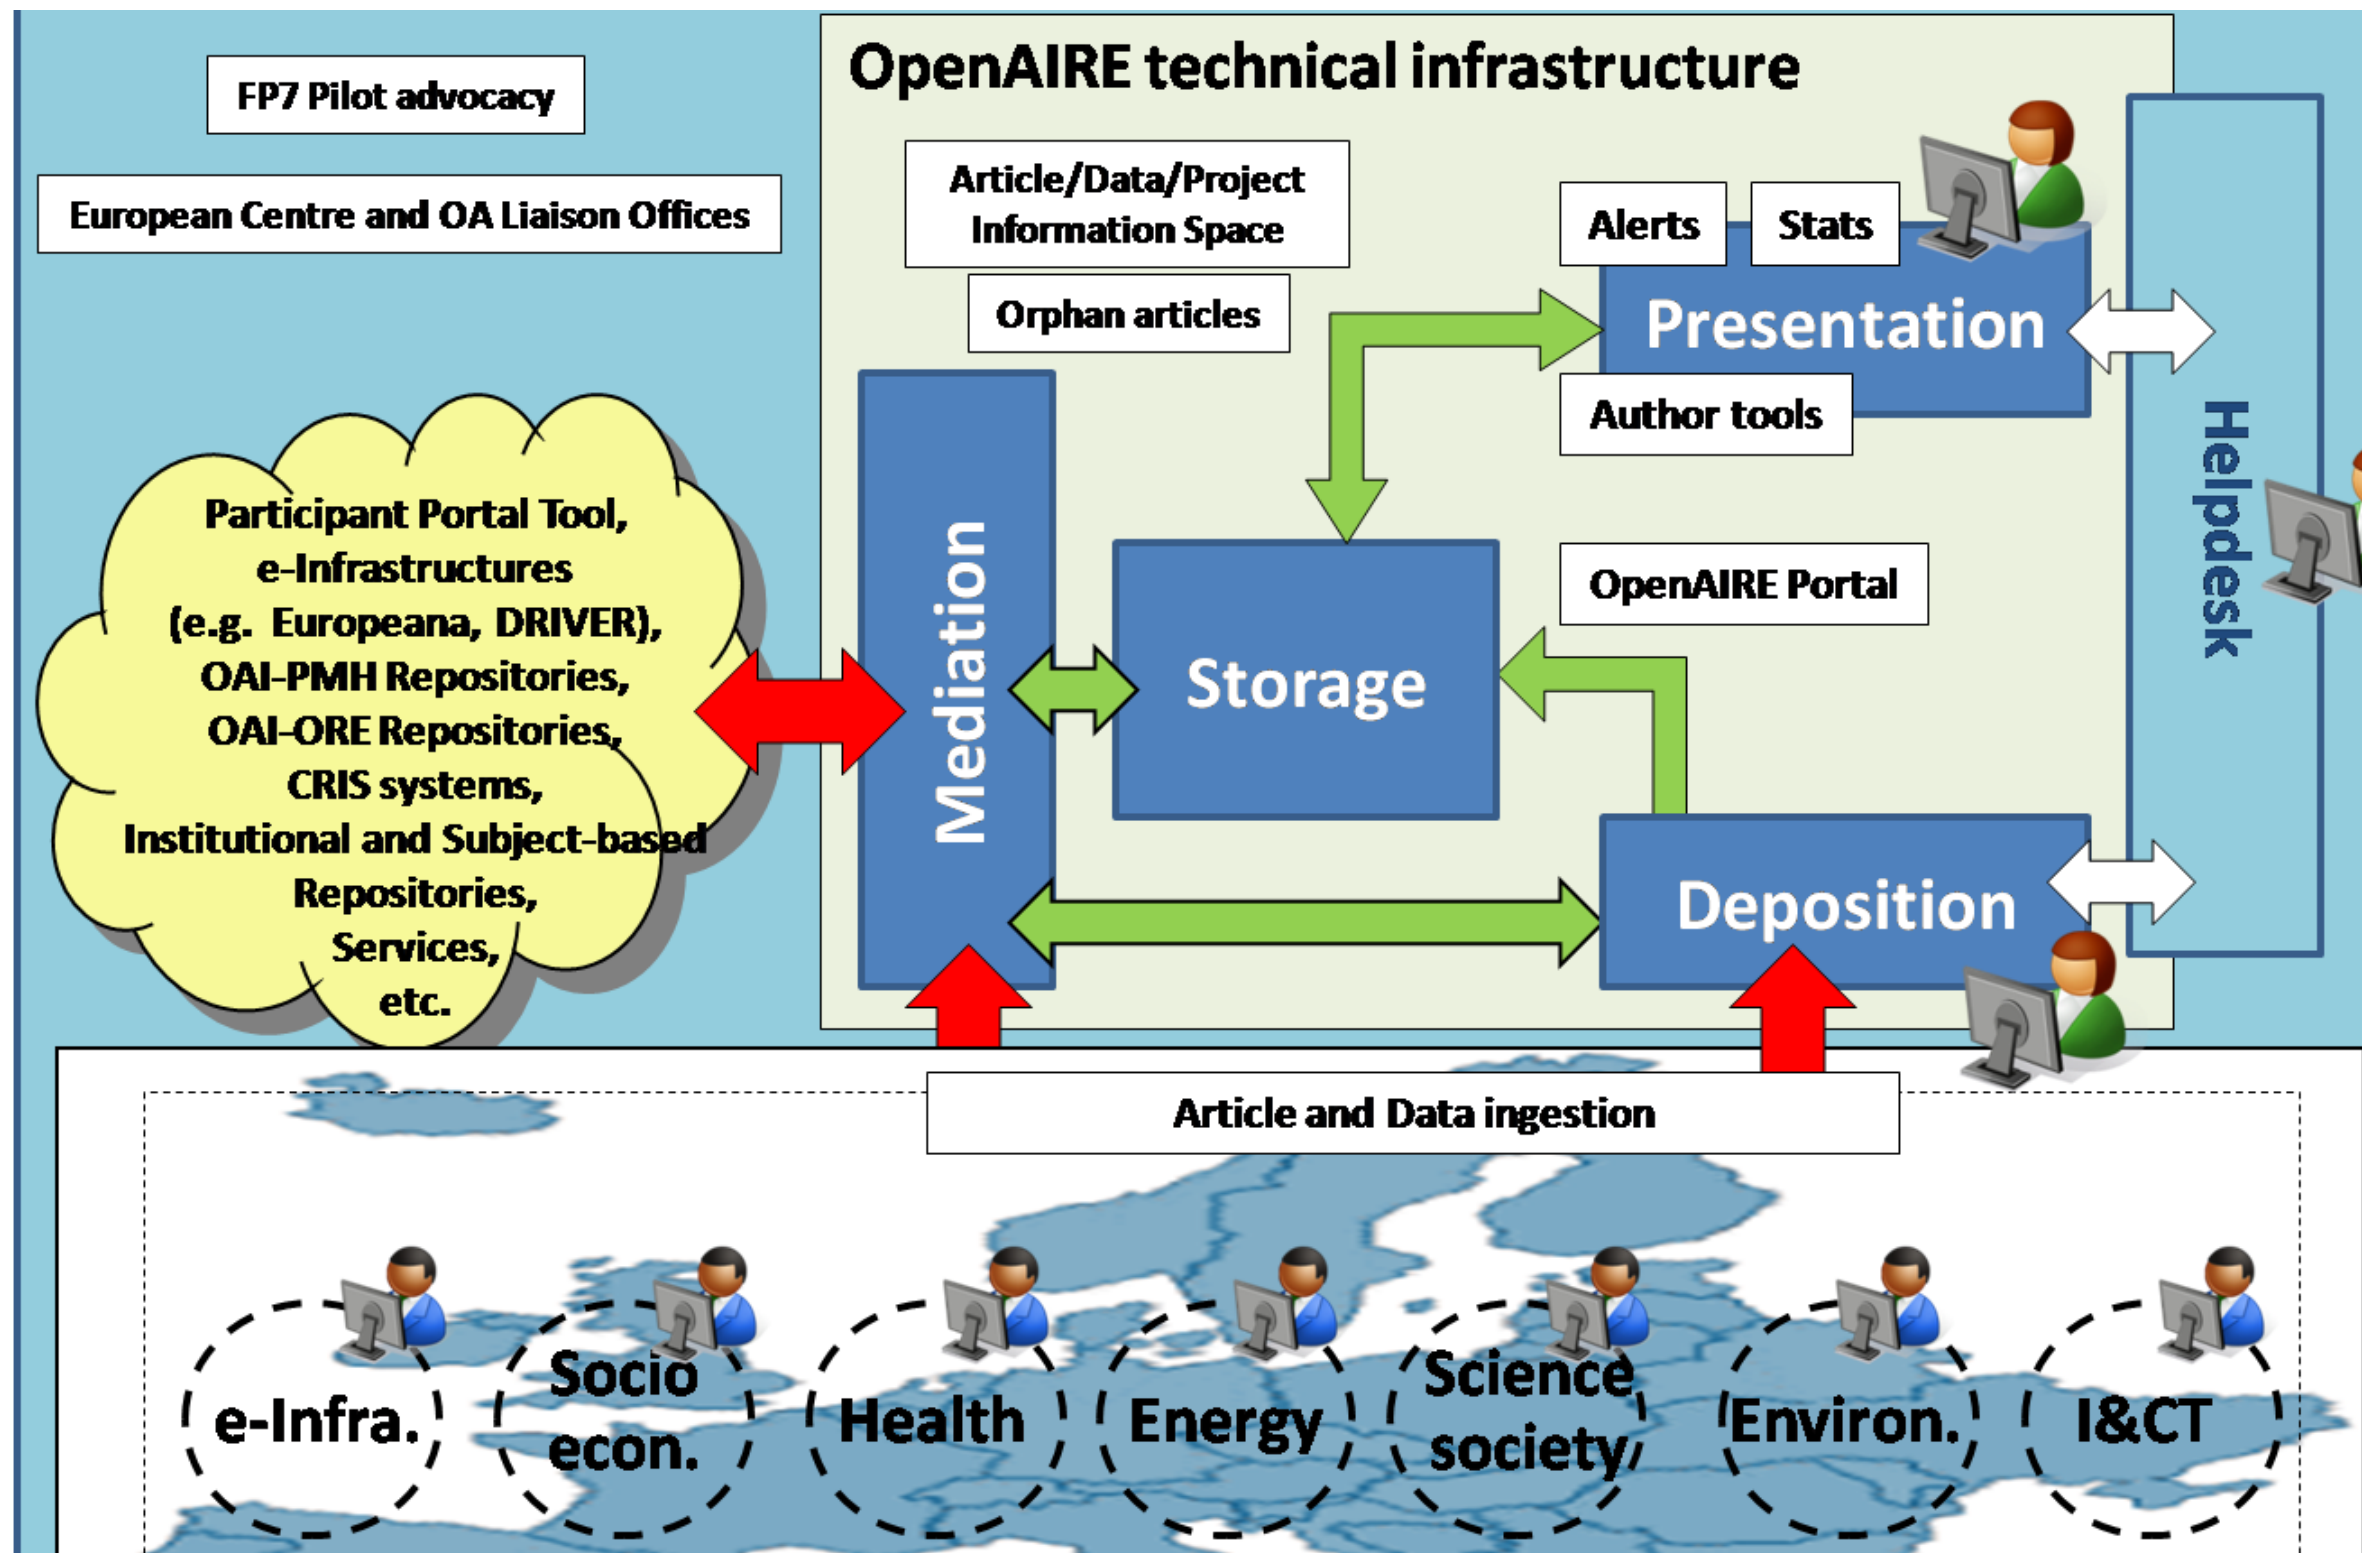 OpenAIRE technical infrastructure
FP7 Pilot advocacy
European Centre and OA Liaison Offices
Article/Data/Project
Information Space
Orphan articles
Alerts
Stats
Presentation
Author tools
Helpdesk
Participant Portal Tool,
e-Infrastructures
(e.g. Europeana, DRIVER),
OAI-PMH Repositories,
OAI-ORE Repositories,
CRIS systems,
Institutional and Subject-based
Repositories,
Services,
etc.
Mediation
Storage
OpenAIRE Portal
Deposition
Article and Data ingestion
e-Infra.
Socio
econ.
Health
Energy
Science
society
Environ.
I&CT